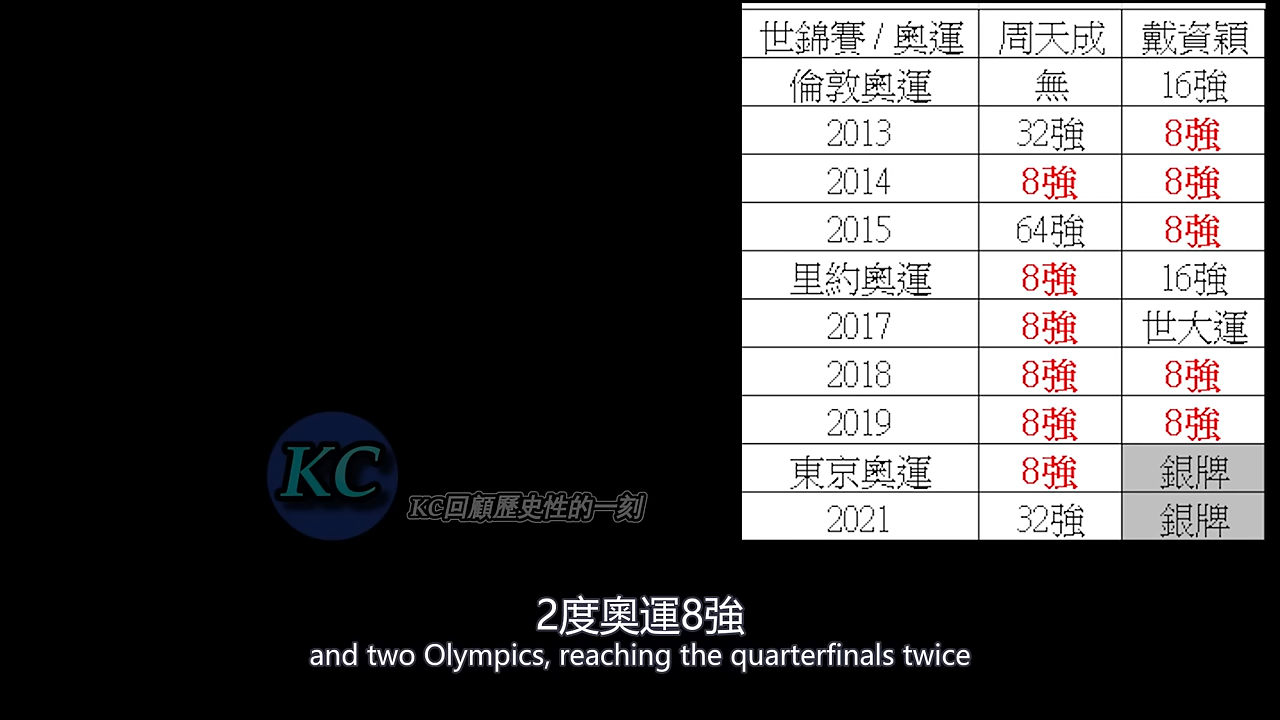 世錦賽 / 奧運 周天成 戴資穎
倫敦奧運 無 16強
2013 32強 8強
2014 8強 8強
2015 64強 8強
里約奧運 8強 16強
2017 8強 世大運
2018 8強 8強
2019 8強 8強
東京奧運 8強 銀牌
2021 32強 銀牌
KC
KC回顧歷史性的一刻
2度奧運8強
and two Olympics, reaching the quarterfinals twice